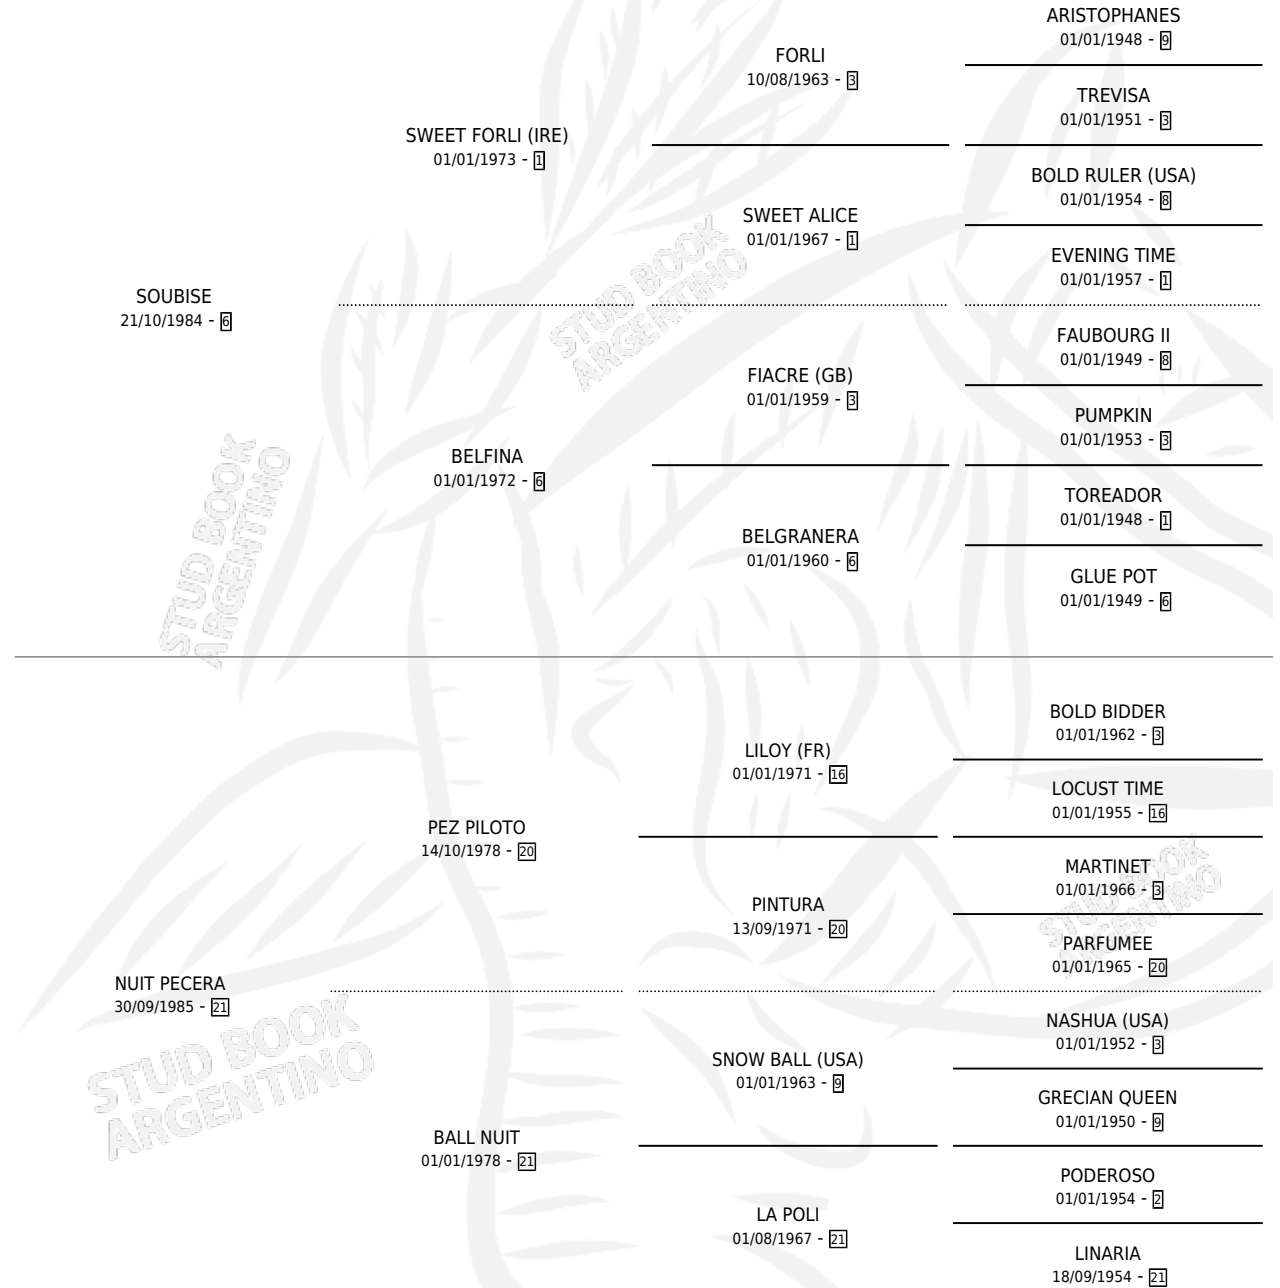 ARISTOPHANES
01/01/1948 - 9
FORLI
10/08/1963 - 3
TREVISA
01/01/1951 - 3
SWEET FORLI (IRE)
01/01/1973 - 1
BOLD RULER (USA)
01/01/1954 - 8
SWEET ALICE
01/01/1967 - 1
EVENING TIME
01/01/1957 - 1
SOUBISE
21/10/1984 - 6
FAUBOURG II
01/01/1949 - 8
FIACRE (GB)
01/01/1959 - 3
PUMPKIN
01/01/1953 - 3
BELFINA
01/01/1972 - 6
TOREADOR
01/01/1948 - 1
BELGRANERA
01/01/1960 - 6
GLUE POT
01/01/1949 - 6
STUD BOOK
ARGENTINO
STUD BOOK
ARGENTINO
BOLD BIDDER
01/01/1962 - 3
LILOY (FR)
01/01/1971 - 16
LOCUST TIME
01/01/1955 - 16
PEZ PILOTO
14/10/1978 - 20
MARTINET
01/01/1966 - 3
PINTURA
13/09/1971 - 20
PARFUMEE
01/01/1965 - 20
NUIT PECERA
30/09/1985 - 21
NASHUA (USA)
01/01/1952 - 3
SNOW BALL (USA)
01/01/1963 - 9
GRECIAN QUEEN
01/01/1950 - 9
BALL NUIT
01/01/1978 - 21
PODEROSO
01/01/1954 - 2
LA POLI
01/08/1967 - 21
LINARIA
18/09/1954 - 21
STUD BOOK
ARGENTINO
STUD BOOK
ARGENTINO